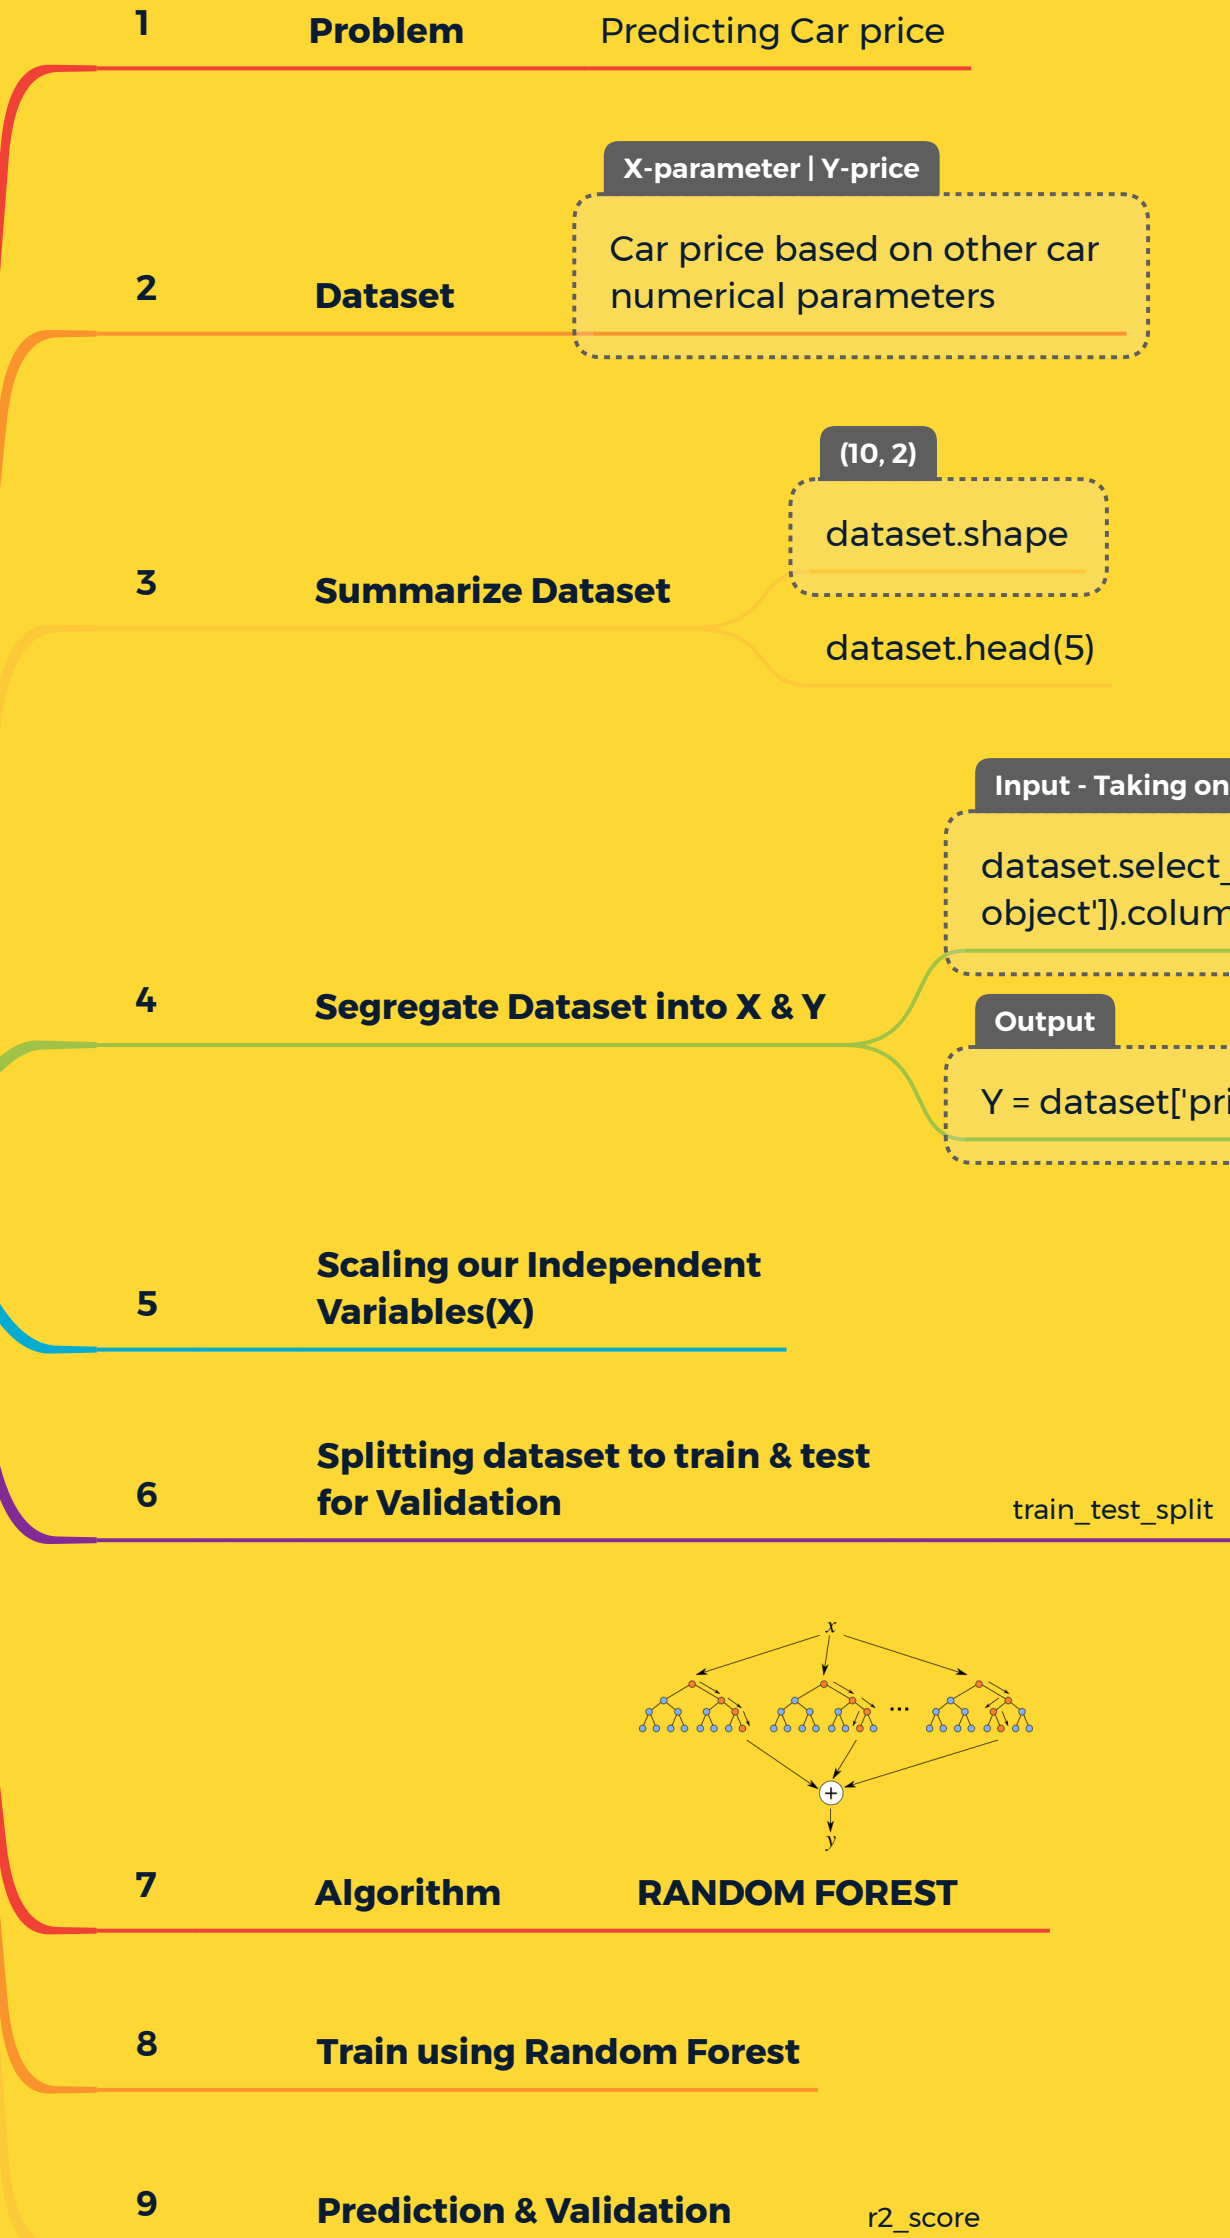 1 Problem Predicting Car price
X-parameter | Y-price
Car price based on other car
numerical parameters
2 Dataset
(10, 2)
dataset.shape
3 Summarize Dataset
dataset.head(5)
Input - Taking on
dataset.select_
object']).colum
4 Segregate Dataset into X & Y
Output
Y = dataset['pri
Scaling our Independent
5 Variables(X)
Splitting dataset to train & test
6 for Validation train_test_split
x
...
+
y
7 Algorithm RANDOM FOREST
8 Train using Random Forest
9 Prediction & Validation r2_score